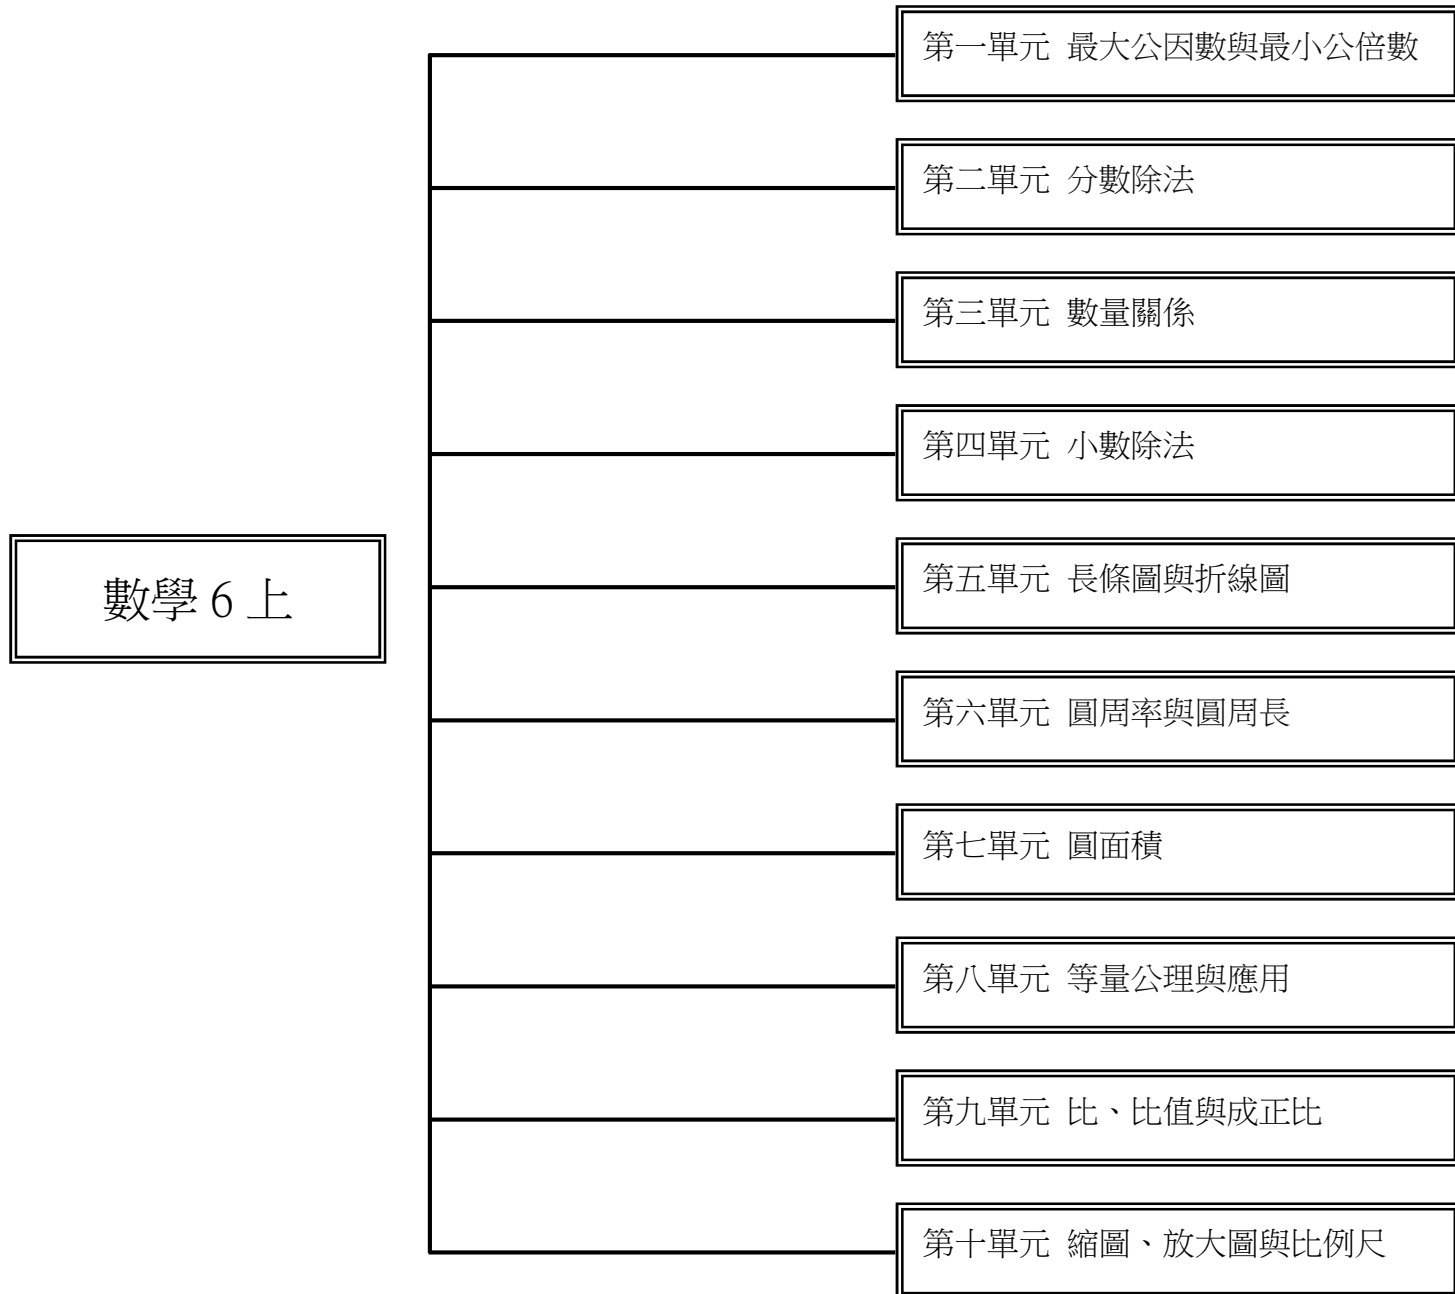 第一單元 最大公因數與最小公倍數
第二單元 分數除法
第三單元 數量關係
第四單元 小數除法
第五單元 長條圖與折線圖
數學 6 上
第六單元 圓周率與圓周長
第七單元 圓面積
第八單元 等量公理與應用
第九單元 比、比值與成正比
第十單元 縮圖、放大圖與比例尺